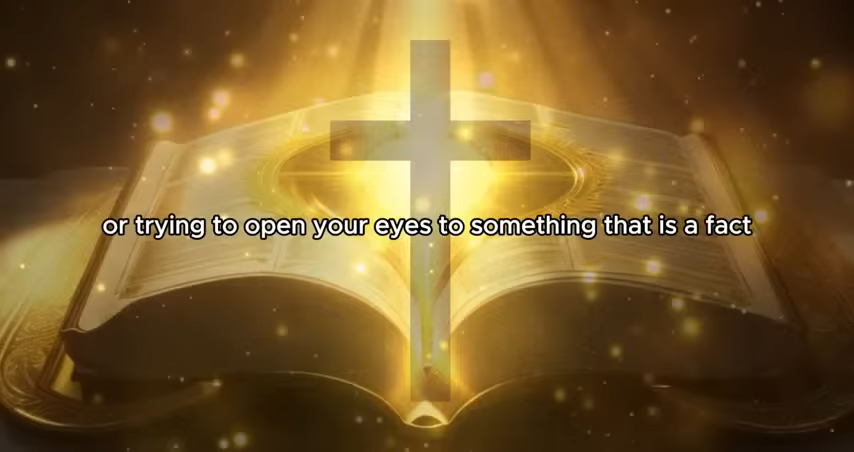 or trying to open your eyes to something that is a fact